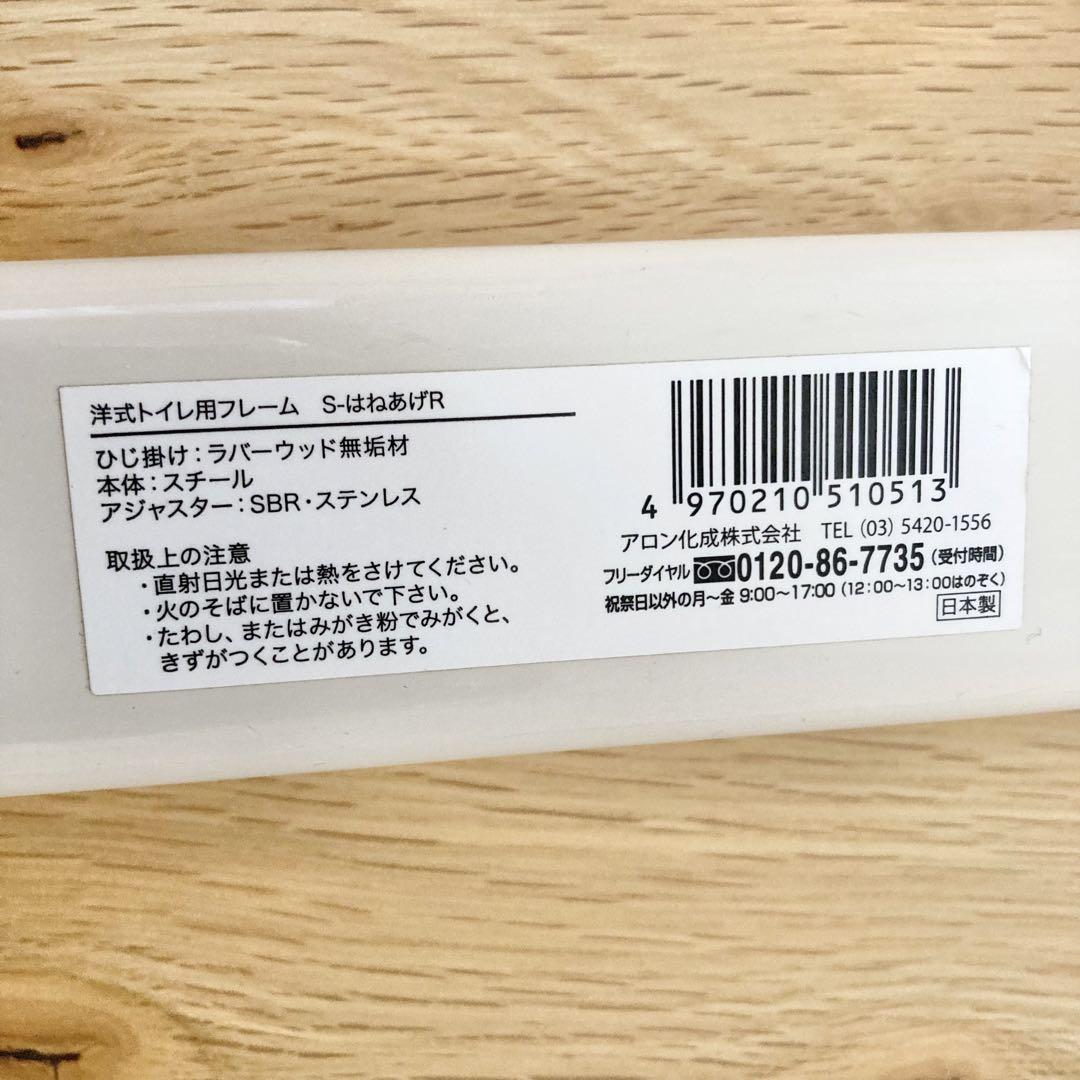 洋式トイレ用フレーム S-はねあげR
ひじ掛け：ラバーウッド無垢材
本体：スチール
アジャスター：SBR・ステンレス
取扱上の注意
・直射日光または熱をさけてください。
・火のそばに置かないで下さい。
・たわし、またはみがき粉でみがくと、
きずがつくことがあります。
4 970210 510513
アロン化成株式会社 TEL (03) 5420-1556
フリーダイヤル 0120-86-7735 (受付時間)
祝祭日以外の月～金 9:00～17:00 (12:00～13:00はのぞく)
日本製